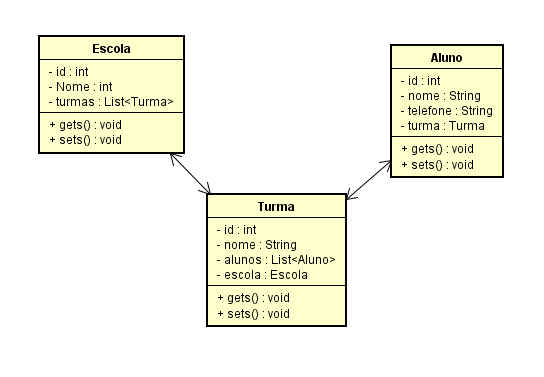 Escola
- id : int
- Nome : int
- turmas : List<Turma>
+ gets() : void
+ sets() : void
Aluno
- id : int
- nome : String
- telefone : String
- turma : Turma
+ gets() : void
+ sets() : void
Turma
- id : int
- nome : String
- alunos : List<Aluno>
- escola : Escola
+ gets() : void
+ sets() : void